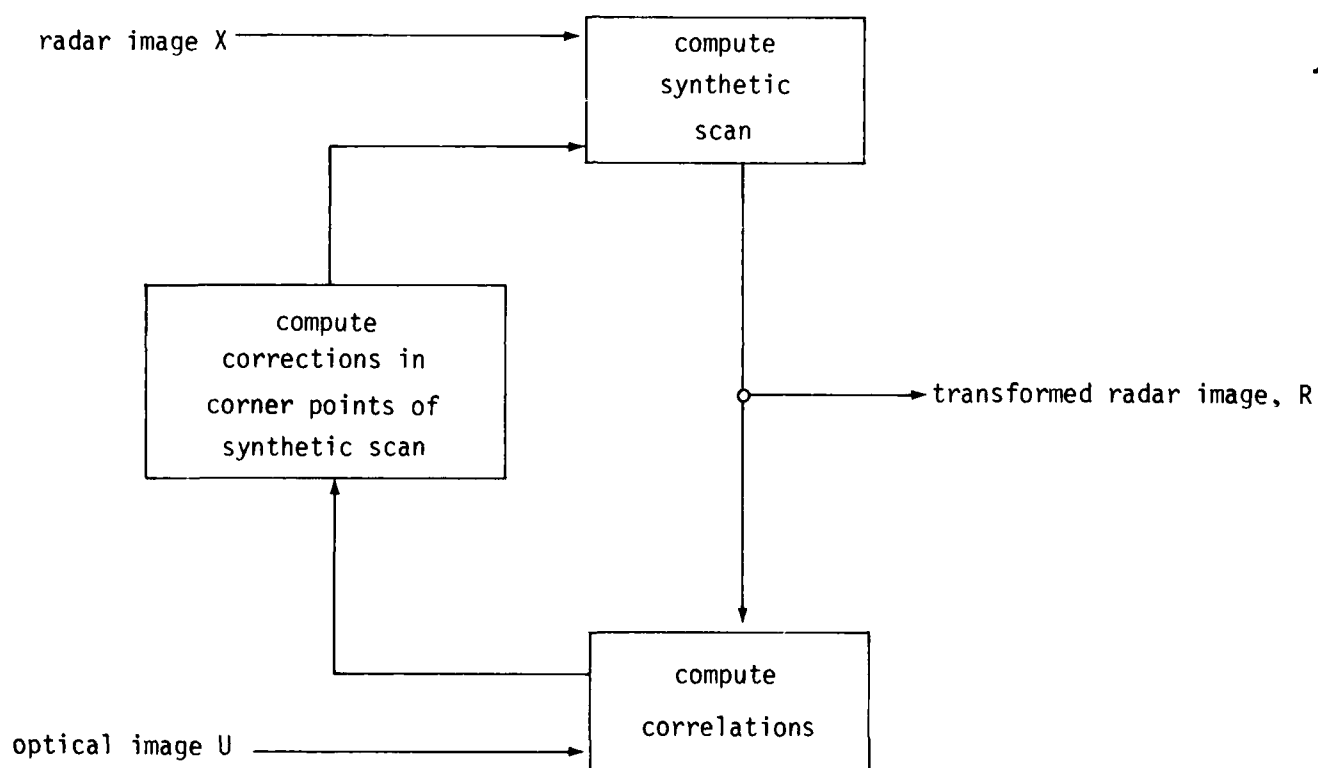 radar image X
compute
synthetic
scan
compute
corrections in
corner points of
synthetic scan
transformed radar image, R
compute
correlations
optical image U